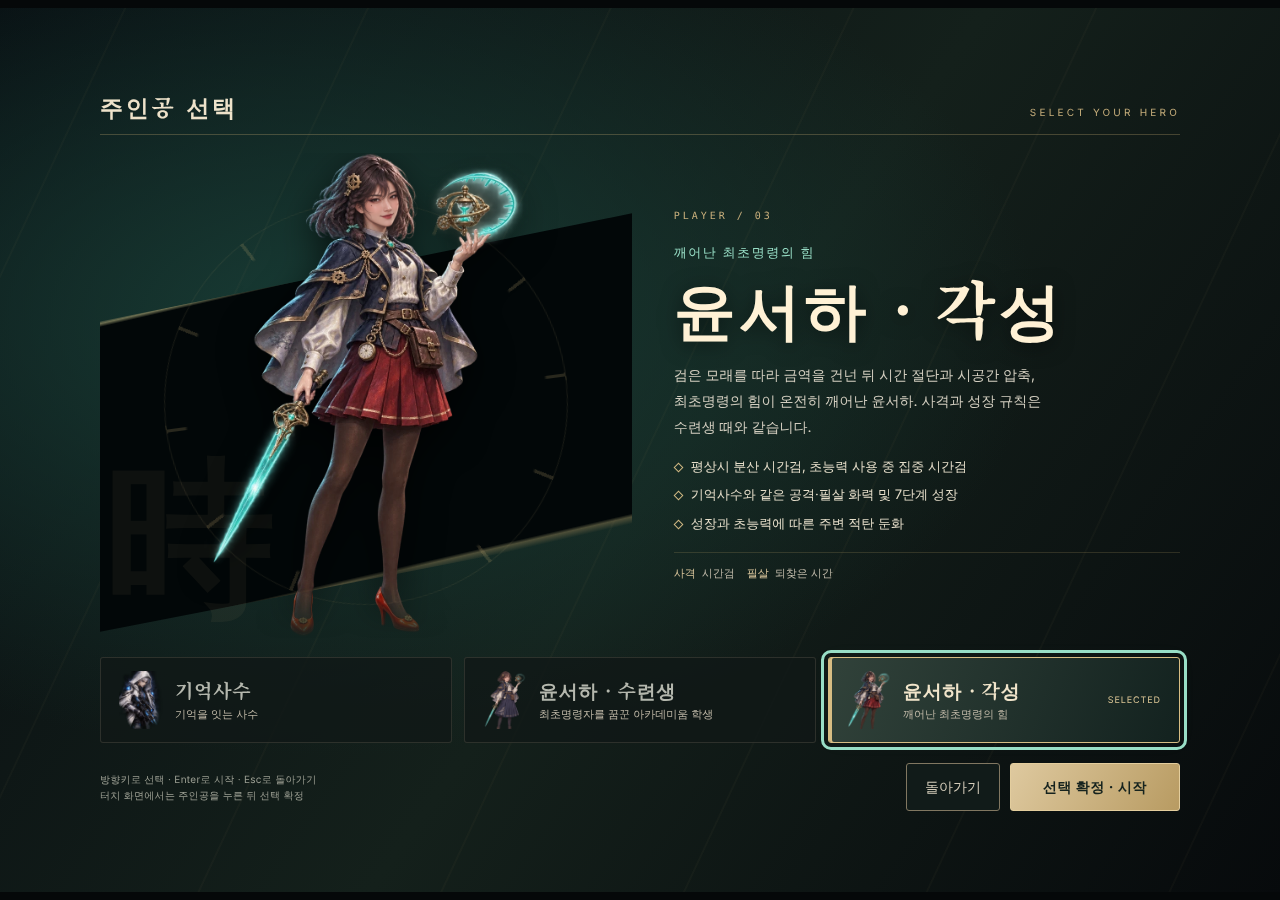 주인공 선택
SELECT YOUR HERO
PLAYER / 03
깨어난 최초명령의 힘
윤서하 · 각성
검은 모래를 따라 금역을 건넌 뒤 시간 절단과 시공간 압축,
최초명령의 힘이 온전히 깨어난 윤서하. 사격과 성장 규칙은
수련생 때와 같습니다.
◇ 평상시 분산 시간검, 초능력 사용 중 집중 시간검
◇ 기억사수와 같은 공격·필살 화력 및 7단계 성장
◇ 성장과 초능력에 따른 주변 적탄 둔화
사격 시간검 필살 되찾은 시간
時
기억사수
기억을 잇는 사수
윤서하 · 수련생
최초명령자를 꿈꾼 아카데미움 학생
윤서하 · 각성
깨어난 최초명령의 힘
SELECTED
방향키로 선택 · Enter로 시작 · Esc로 돌아가기
터치 화면에서는 주인공을 누른 뒤 선택 확정
돌아가기
선택 확정 · 시작